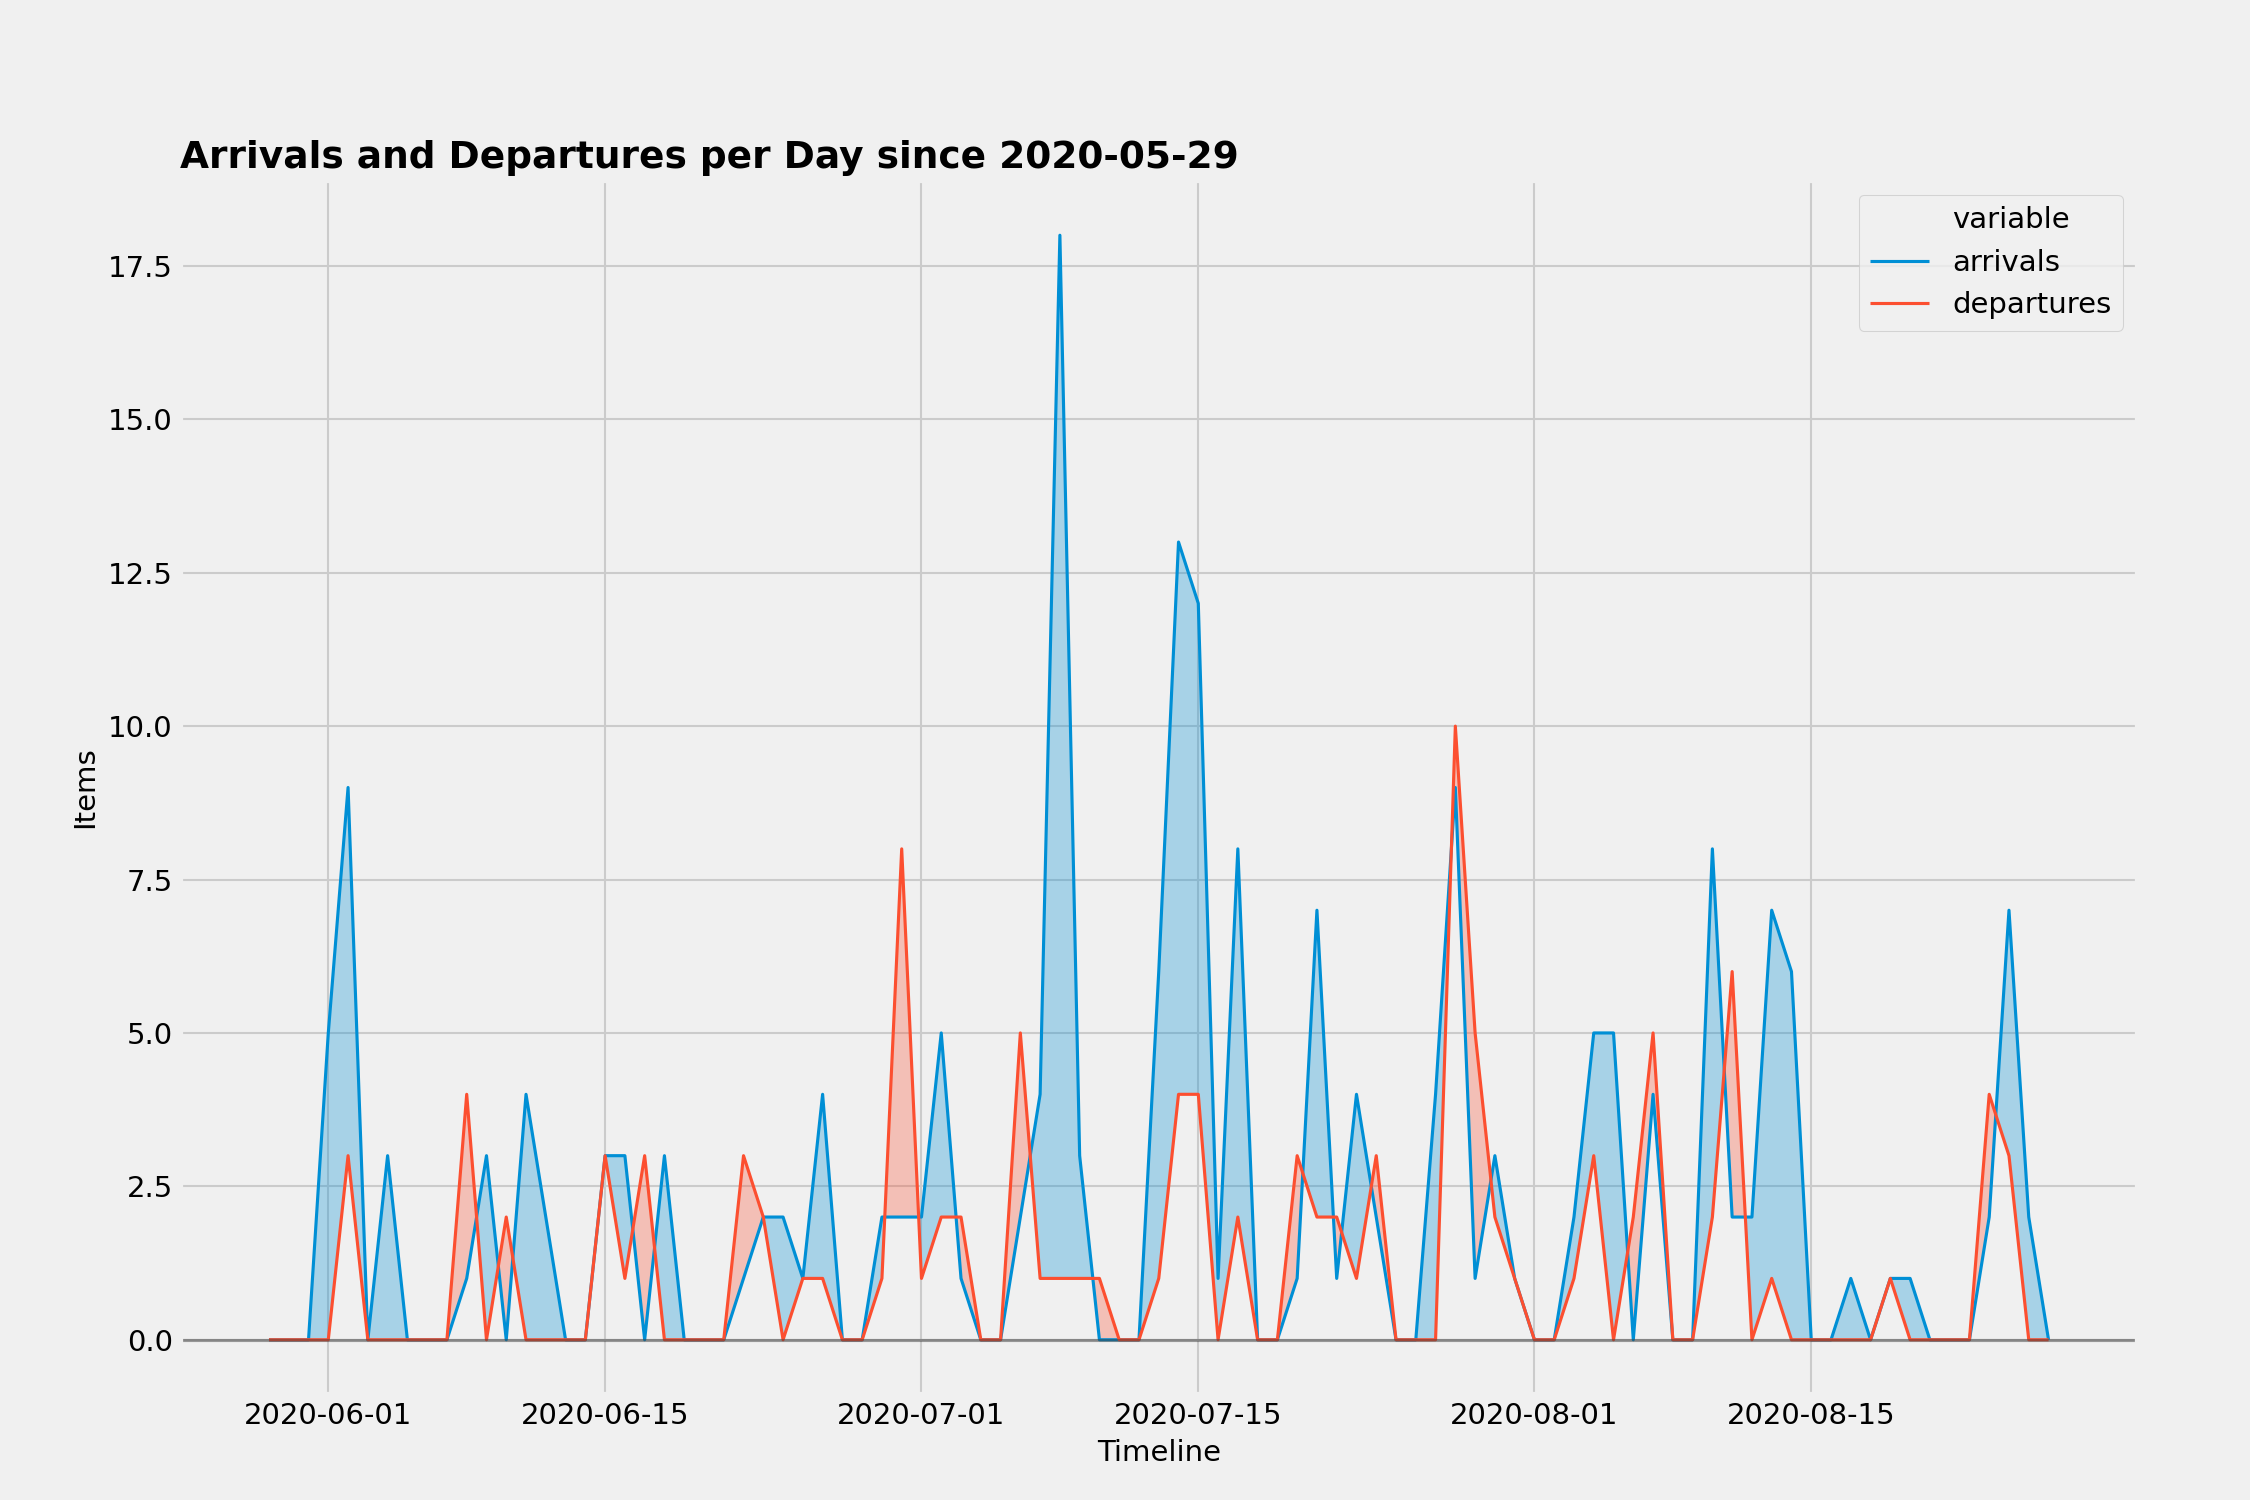 Arrivals and Departures per Day since 2020-05-29
variable
arrivals
departures
17.5
15.0
12.5
10.0
7.5
5.0
2.5
0.0
Items
2020-06-01
2020-06-15
2020-07-01
2020-07-15
2020-08-01
2020-08-15
Timeline